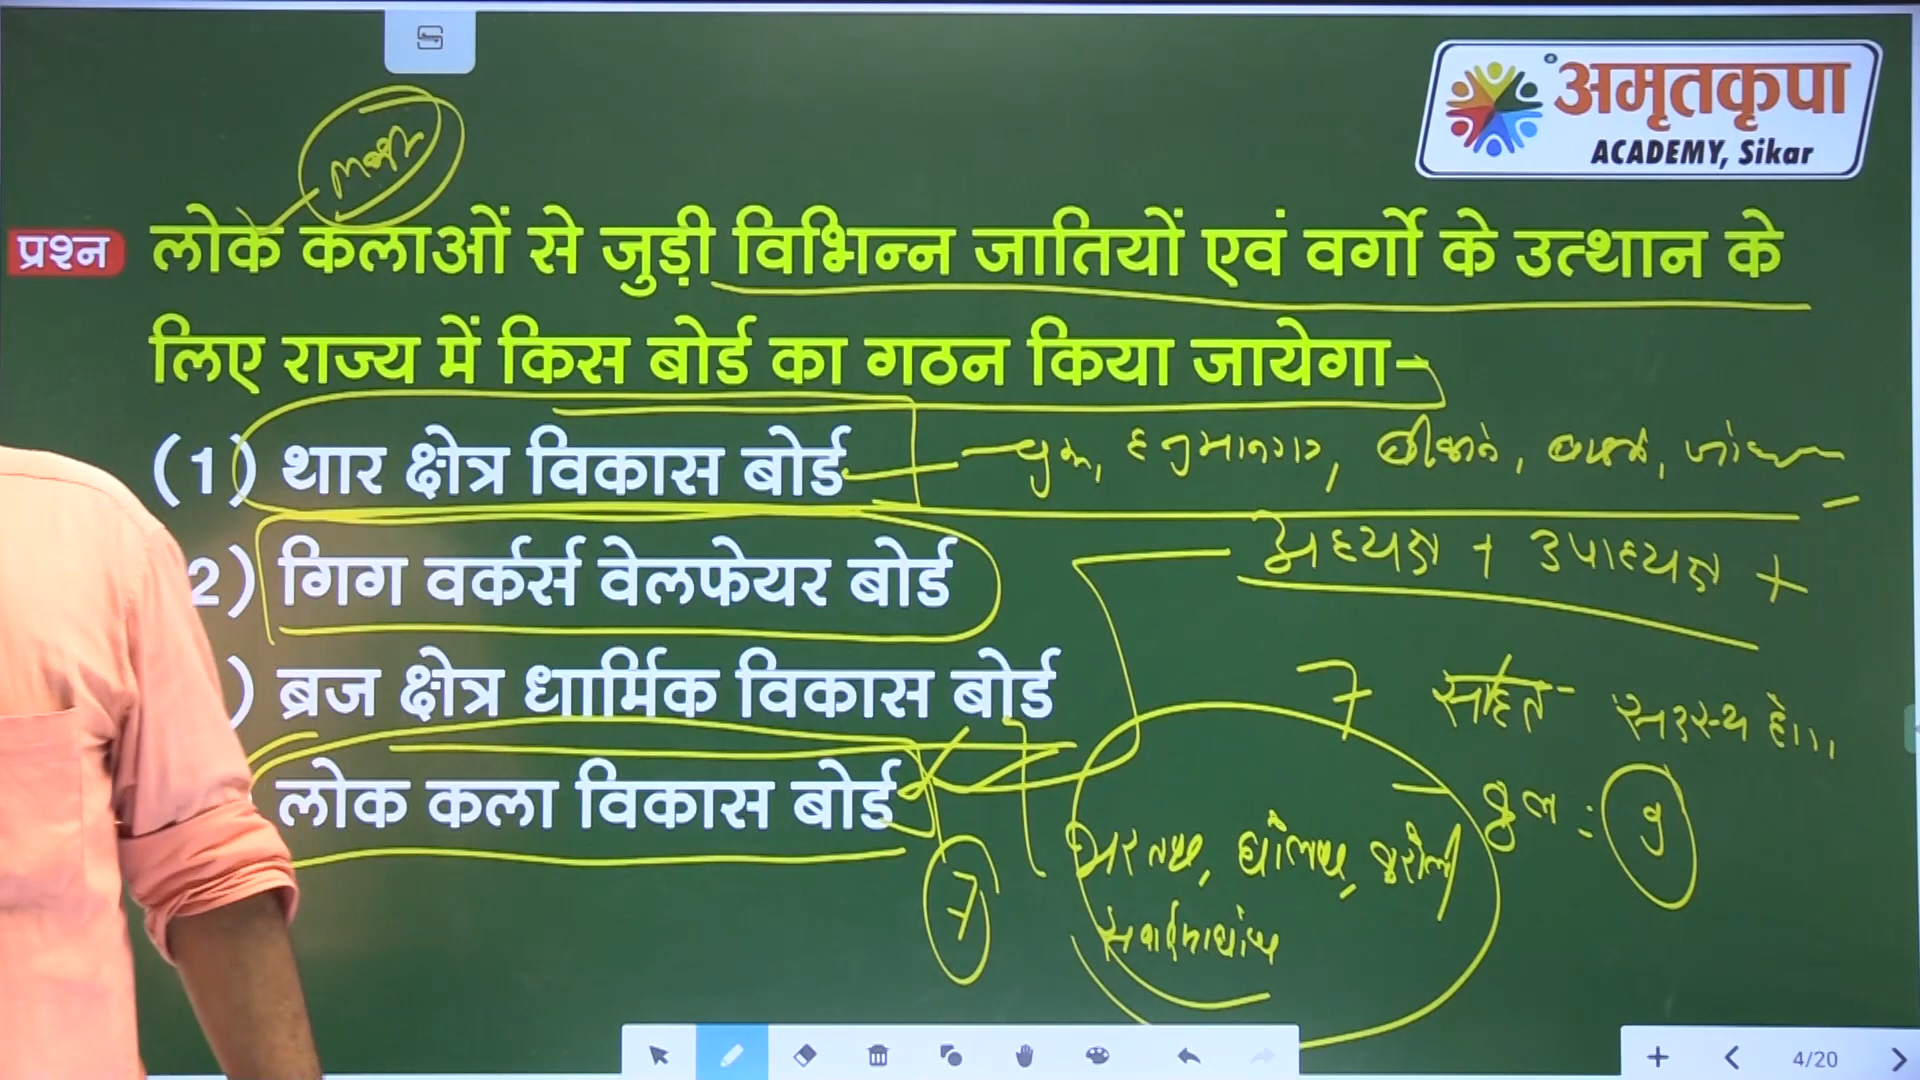 अमृतकृपा
ACADEMY, Sikar
प्रश्न लोक कलाओं से जुड़ी विभिन्न जातियों एवं वर्गो के उत्थान के
लिए राज्य में किस बोर्ड का गठन किया जायेगा-
(1) थार क्षेत्र विकास बोर्ड
2) गिग वर्कर्स वेलफेयर बोर्ड
अध्यक्ष + उपाध्यक्ष +
) ब्रज क्षेत्र धार्मिक विकास बोर्ड
7 सहित सदस्य हो
लोक कला विकास बोर्ड
कुल : 9
4/20